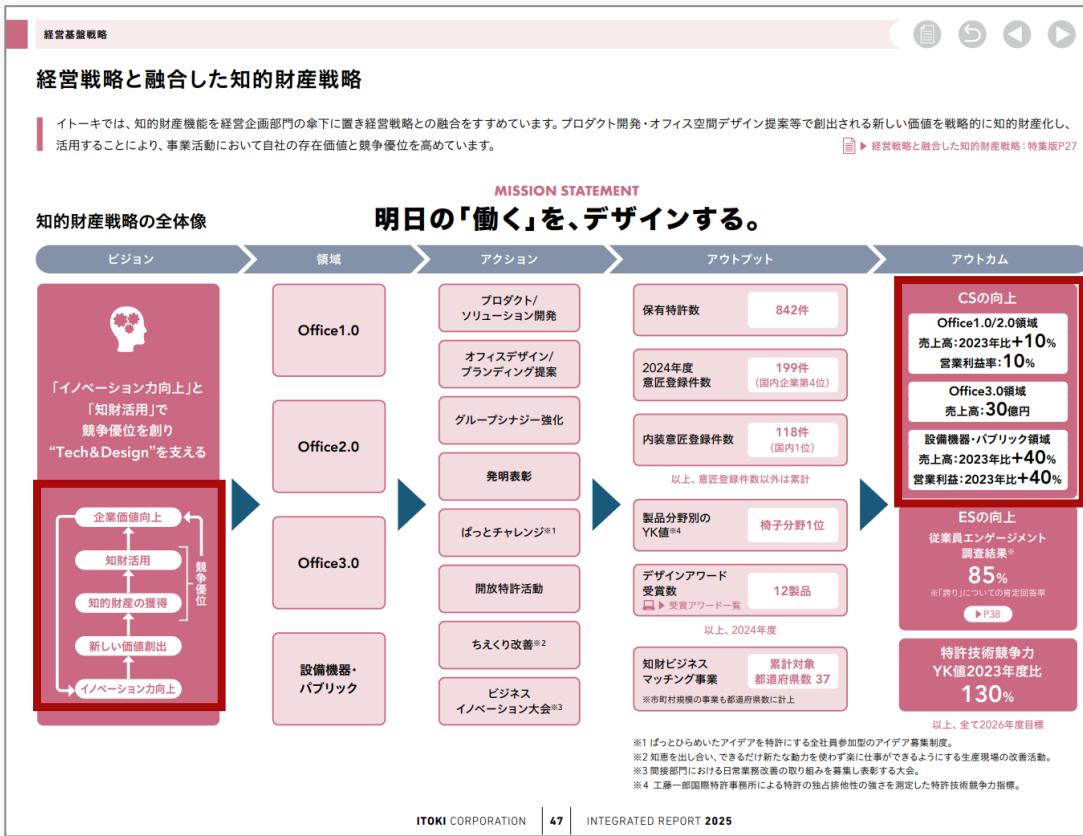 経営基盤戦略
経営戦略と融合した知的財産戦略
イトーキでは、知的財産機能を経営企画部門の傘下に置き経営戦略との融合をすすめています。プロダクト開発・オフィス空間デザイン提案等で創出される新しい価値を戦略的に知的財産化し、
活用することにより、事業活動において自社の存在価値と競争優位を高めています。
▶ 経営戦略と融合した知的財産戦略：特集版P27
MISSION STATEMENT
知的財産戦略の全体像
明日の「働く」を、デザインする。
ビジョン
領域
アクション
アウトプット
アウトカム
「イノベーション力向上」と
「知財活用」で
競争優位を創り
“Tech&Design”を支える
企業価値向上
知財活用
知的財産の獲得
競争優位
新しい価値創出
イノベーション力向上
Office1.0
Office2.0
Office3.0
設備機器・
パブリック
プロダクト/
ソリューション開発
オフィスデザイン/
ブランディング提案
グループシナジー強化
発明表彰
ぱっとチャレンジ※1
開放特許活動
ちえくり改善※2
ビジネス
イノベーション大会※3
保有特許数
842件
2024年度
意匠登録件数
199件
(国内企業第4位)
内装意匠登録件数
118件
(国内1位)
以上、意匠登録件数以外は累計
製品分野別の
YK値※4
椅子分野1位
デザインアワード
受賞数
▶ 受賞アワード一覧
12製品
以上、2024年度
知財ビジネス
マッチング事業
累計対象
都道府県数 37
※市町村規模の事業も都道府県数に計上
CSの向上
Office1.0/2.0領域
売上高：2023年比+10%
営業利益率：10%
Office3.0領域
売上高：30億円
設備機器・パブリック領域
売上高：2023年比+40%
営業利益：2023年比+40%
ESの向上
従業員エンゲージメント
調査結果※
85%
※「誇り」についての肯定回答率
▶P38
特許技術競争力
YK値2023年度比
130%
以上、全て2026年度目標
※1 ぱっとひらめいたアイデアを特許にする全社員参加型のアイデア募集制度。
※2 知恵を出し合い、できるだけ新たな動力を使わず楽に仕事ができるようにする生産現場の改善活動。
※3 間接部門における日常業務改善の取り組みを募集し表彰する大会。
※4 工藤一郎国際特許事務所による特許の独占排他性の強さを測定した特許技術競争力指標。
ITOKI CORPORATION 47 INTEGRATED REPORT 2025